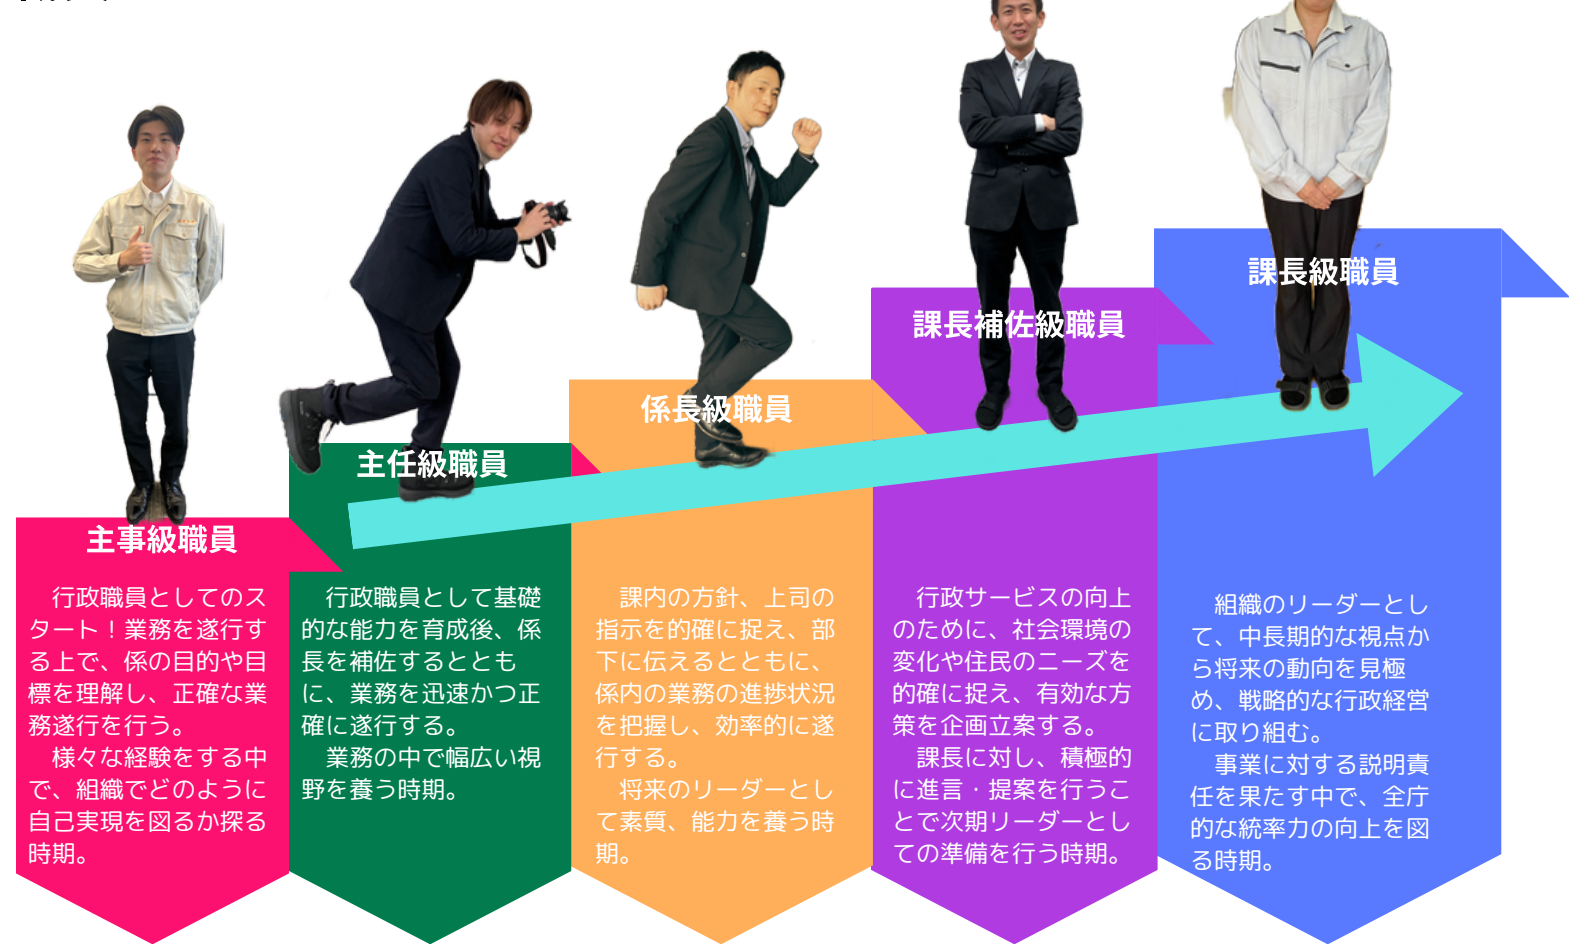 主事級職員
行政職員としてのス
タート！業務を遂行す
る上で、係の目的や目
標を理解し、正確な業
務遂行を行う。
様々な経験をする中
で、組織でどのように
自己実現を図るか探る
時期。
主任級職員
行政職員として基礎
的な能力を育成後、係
長を補佐するととも
に、業務を迅速かつ正
確に遂行する。
業務の中で幅広い視
野を養う時期。
係長級職員
課内の方針、上司の
指示を的確に捉え、部
下に伝えるとともに、
係内の業務の進捗状況
を把握し、効率的に遂
行する。
将来のリーダーとし
て素質、能力を養う時
期。
課長補佐級職員
行政サービスの向上
のために、社会環境の
変化や住民のニーズを
的確に捉え、有効な方
策を企画立案する。
課長に対し、積極的
に進言・提案を行うこ
とで次期リーダーとし
ての準備を行う時期。
課長級職員
組織のリーダーとし
て、中長期的な視点か
ら将来の動向を見極
め、戦略的な行政経営
に取り組む。
事業に対する説明責
任を果たす中で、全庁
的な統率力の向上を図
る時期。